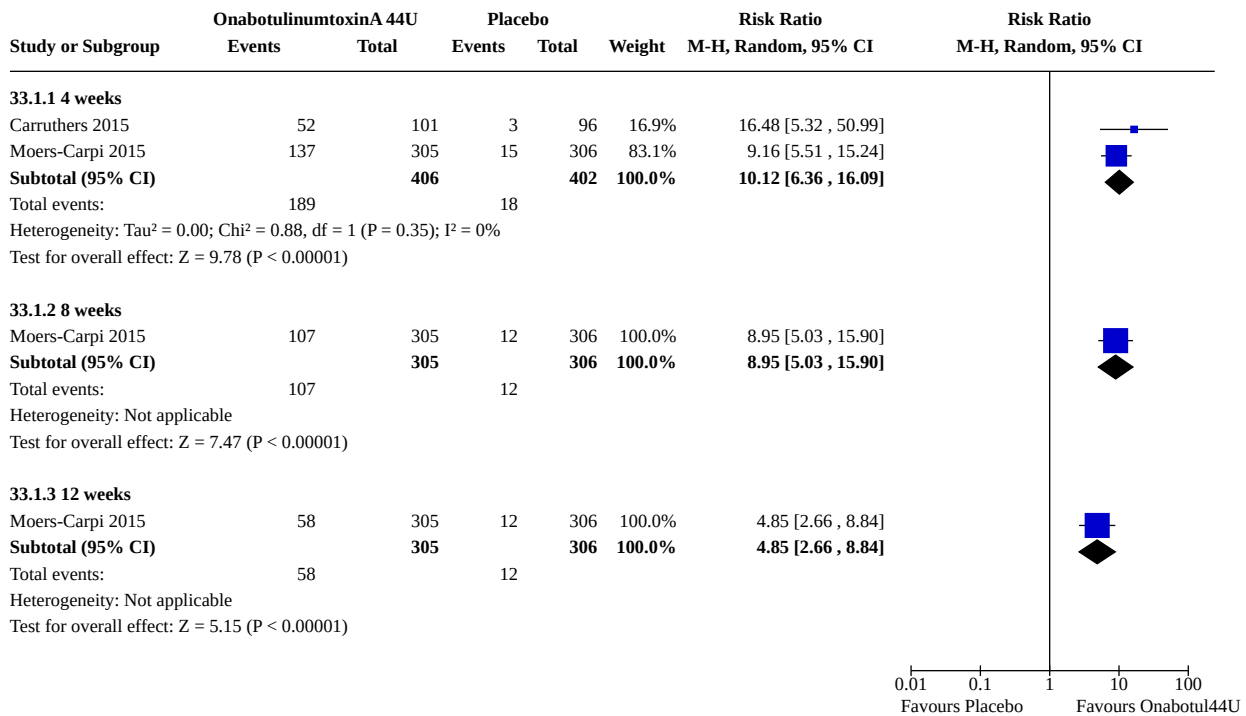 OnabotulinumtoxinA 44U Placebo Risk Ratio Risk Ratio
Study or Subgroup Events Total Events Total Weight M-H, Random, 95% CI M-H, Random, 95% CI
33.1.1 4 weeks
Carruthers 2015 52 101 3 96 16.9% 16.48 [5.32 , 50.99]
Moers-Carpi 2015 137 305 15 306 83.1% 9.16 [5.51 , 15.24]
Subtotal (95% CI) 406 402 100.0% 10.12 [6.36 , 16.09]
Total events: 189 18
Heterogeneity: Tau² = 0.00; Chi² = 0.88, df = 1 (P = 0.35); I² = 0%
Test for overall effect: Z = 9.78 (P < 0.00001)
33.1.2 8 weeks
Moers-Carpi 2015 107 305 12 306 100.0% 8.95 [5.03 , 15.90]
Subtotal (95% CI) 305 306 100.0% 8.95 [5.03 , 15.90]
Total events: 107 12
Heterogeneity: Not applicable
Test for overall effect: Z = 7.47 (P < 0.00001)
33.1.3 12 weeks
Moers-Carpi 2015 58 305 12 306 100.0% 4.85 [2.66 , 8.84]
Subtotal (95% CI) 305 306 100.0% 4.85 [2.66 , 8.84]
Total events: 58 12
Heterogeneity: Not applicable
Test for overall effect: Z = 5.15 (P < 0.00001)
0.01 0.1 1 10 100
Favours Placebo Favours Onabotul44U